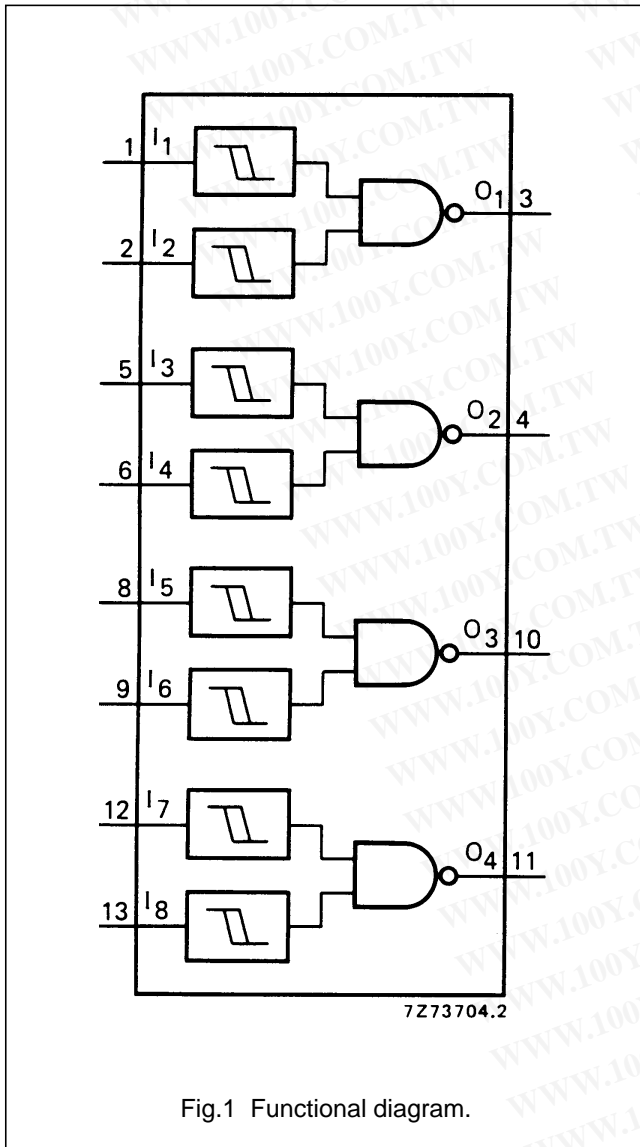 1 I1
O1 3
2 I2
5 I3
O2 4
6 I4
8 I5
O3 10
9 I6
12 I7
O4 11
13 I8
7Z73704.2
Fig.1 Functional diagram.
WWW.100Y.COM.TW